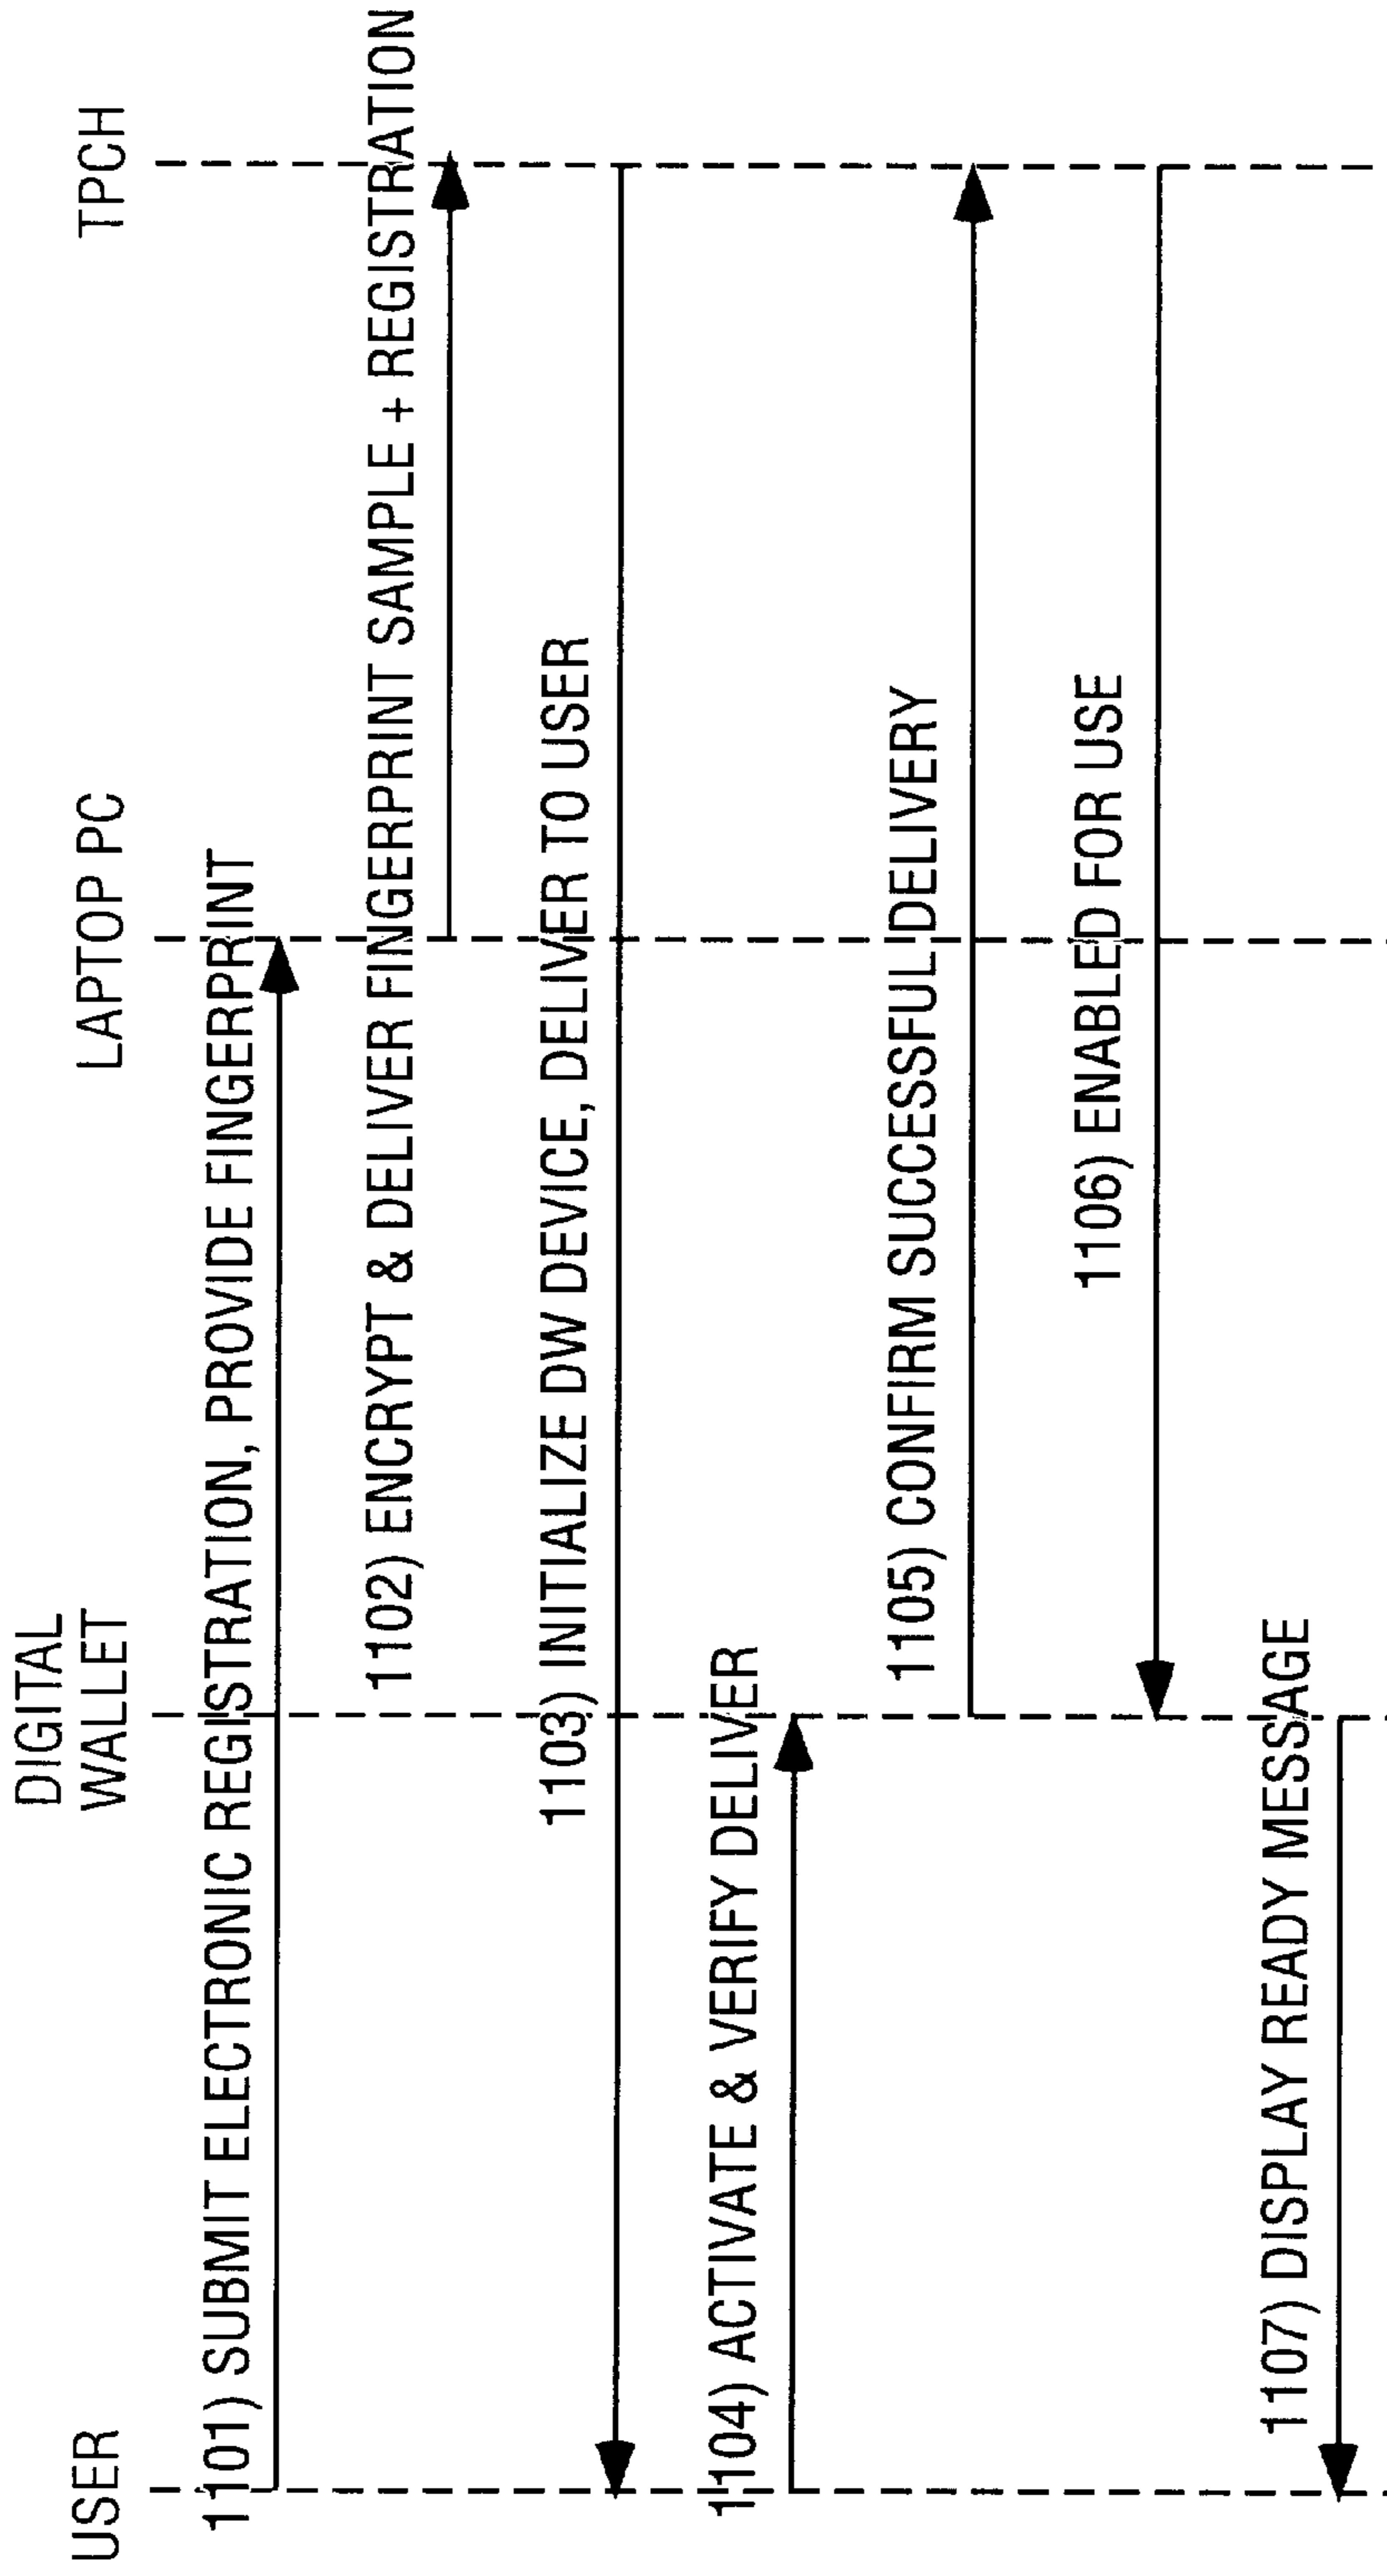 USER
DIGITAL
WALLET
LAPTOP PC
TPCH
1101) SUBMIT ELECTRONIC REGISTRATION, PROVIDE FINGERPRINT
1102) ENCRYPT & DELIVER FINGERPRINT SAMPLE + REGISTRATION
1103) INITIALIZE DW DEVICE, DELIVER TO USER
1104) ACTIVATE & VERIFY DELIVER
1105) CONFIRM SUCCESSFUL DELIVERY
1106) ENABLED FOR USE
1107) DISPLAY READY MESSAGE